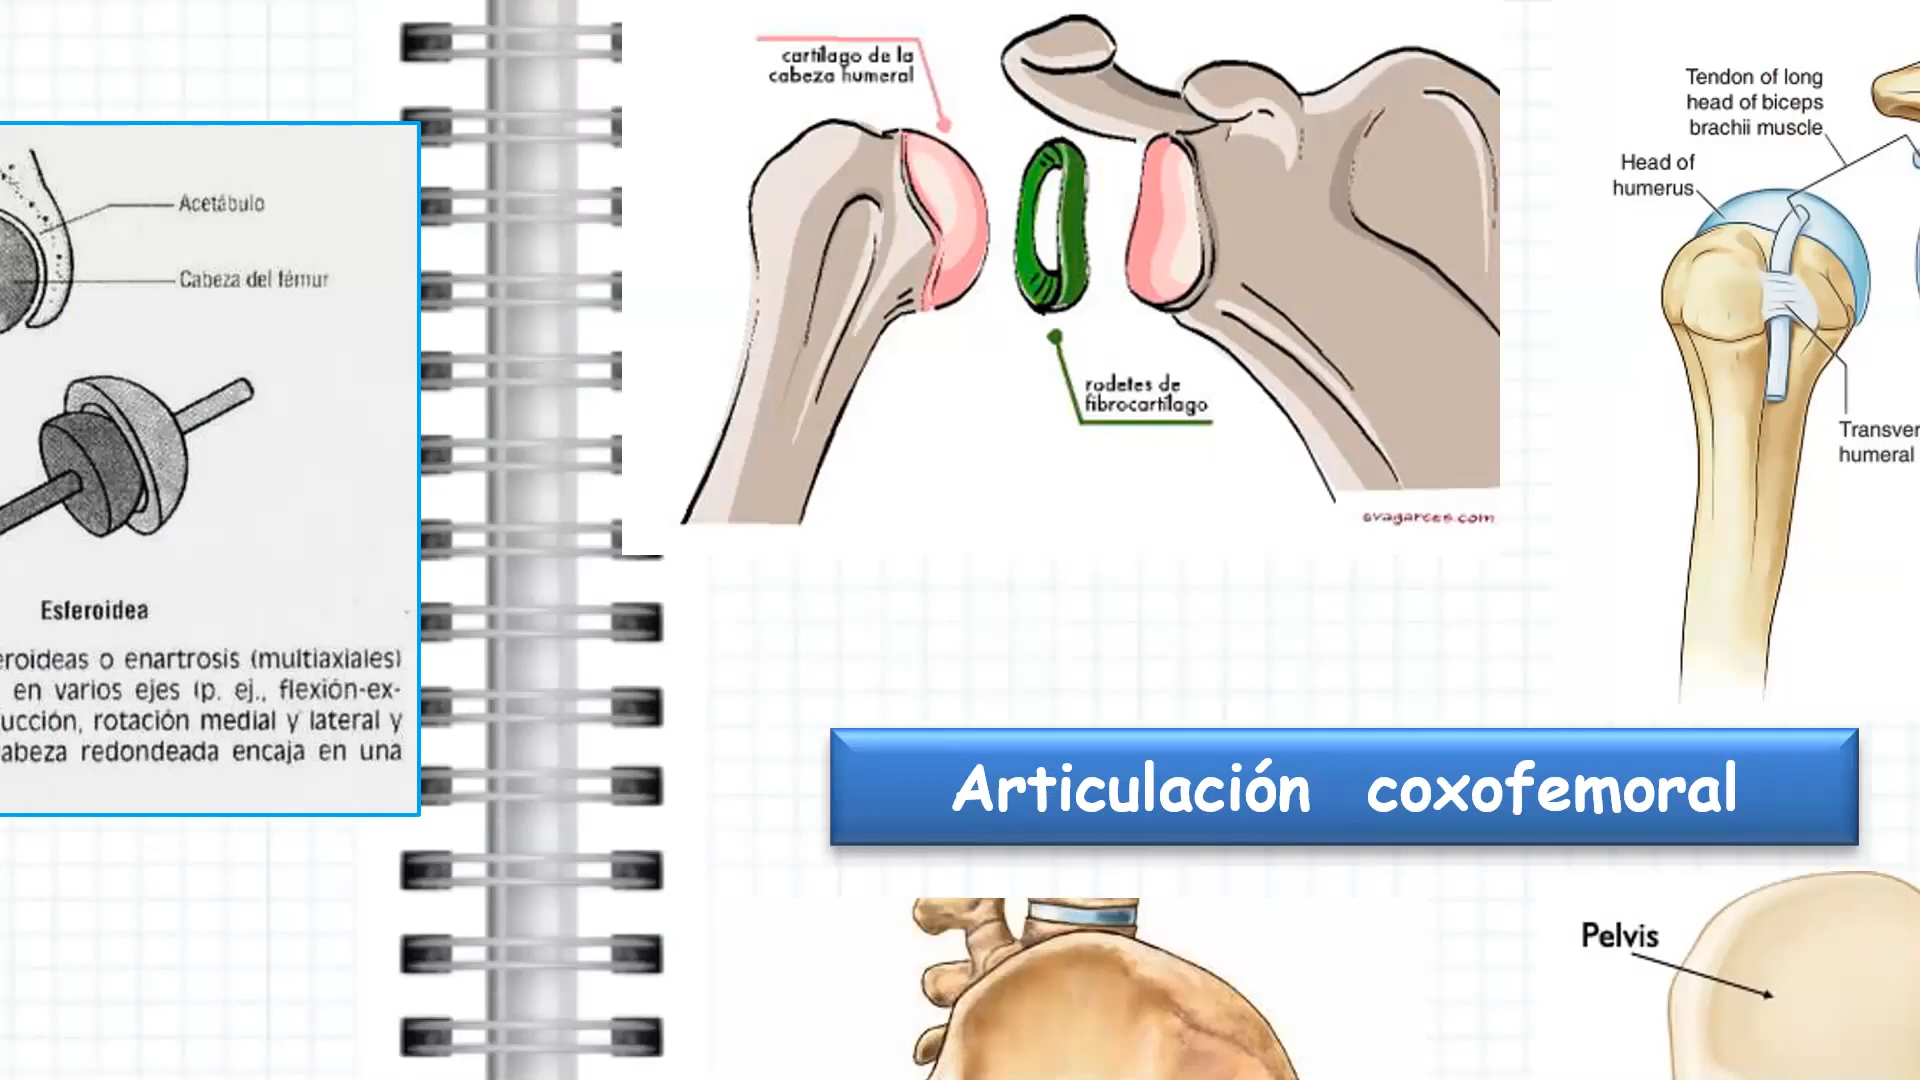 Acetábulo
Cabeza del fémur
Esferoidea
eroideas o enartrosis (multiaxiales)
en varios ejes (p. ej., flexión-ex-
ucción, rotación medial y lateral y
abeza redondeada encaja en una
cartílago de la
cabeza humeral
rodetes de
fibrocartílago
evagarces.com
Tendon of long
head of biceps
brachii muscle
Head of
humerus
Transver
humeral
Articulación coxofemoral
Pelvis